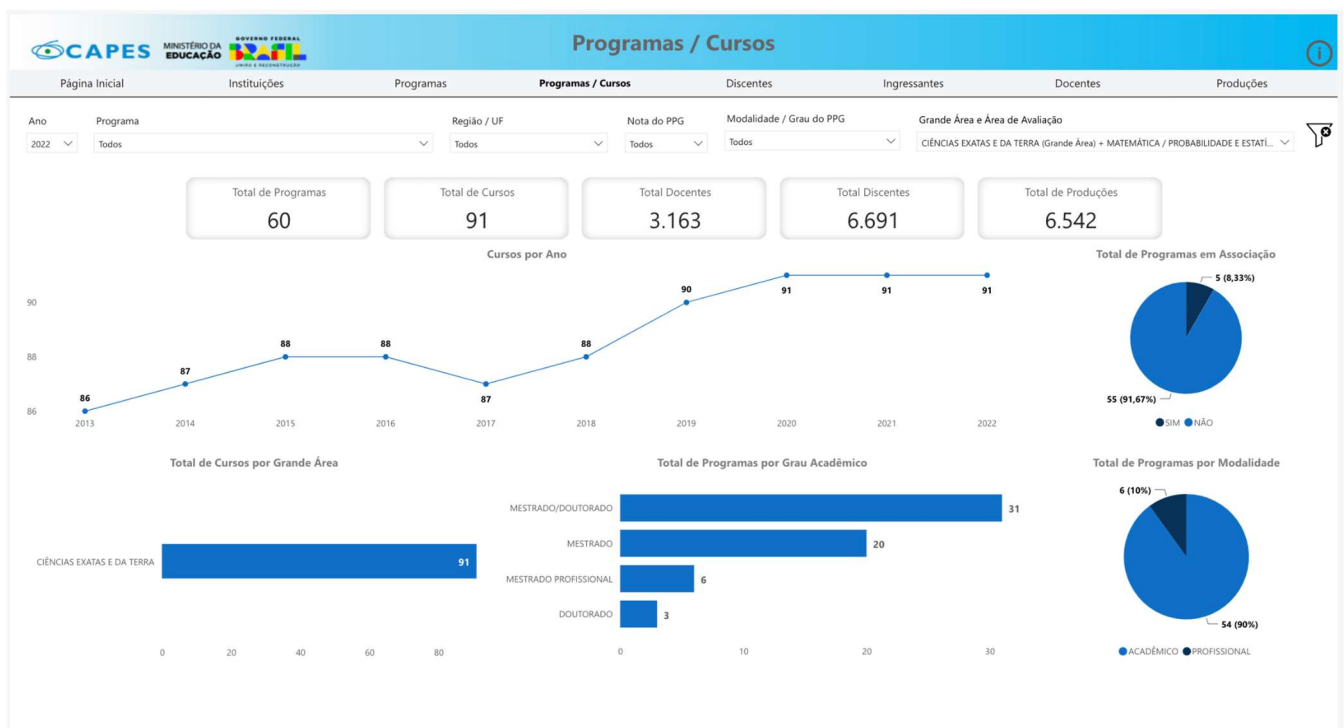 CAPES
MINISTÉRIO DA
EDUCAÇÃO
GOVERNO FEDERAL
BRASIL
UNIÃO E RECONSTRUÇÃO
Programas / Cursos
Página Inicial Instituições Programas Programas / Cursos Discentes Ingressantes Docentes Produções
Ano Programa Região / UF Nota do PPG Modalidade / Grau do PPG Grande Área e Área de Avaliação
2022 Todos Todos Todos Todos CIÊNCIAS EXATAS E DA TERRA (Grande Área) + MATEMÁTICA / PROBABILIDADE E ESTATÍ...
Total de Programas Total de Cursos Total Docentes Total Discentes Total de Produções
60 91 3.163 6.691 6.542
Cursos por Ano
90
88
86
86 87 88 88 87 88 90 91 91 91
2013 2014 2015 2016 2017 2018 2019 2020 2021 2022
Total de Programas em Associação
5 (8,33%)
55 (91,67%)
SIM NÃO
Total de Cursos por Grande Área
CIÊNCIAS EXATAS E DA TERRA 91
0 20 40 60 80
Total de Programas por Grau Acadêmico
MESTRADO/DOUTORADO 31
MESTRADO 20
MESTRADO PROFISSIONAL 6
DOUTORADO 3
0 10 20 30
Total de Programas por Modalidade
6 (10%)
54 (90%)
ACADÊMICO PROFISSIONAL